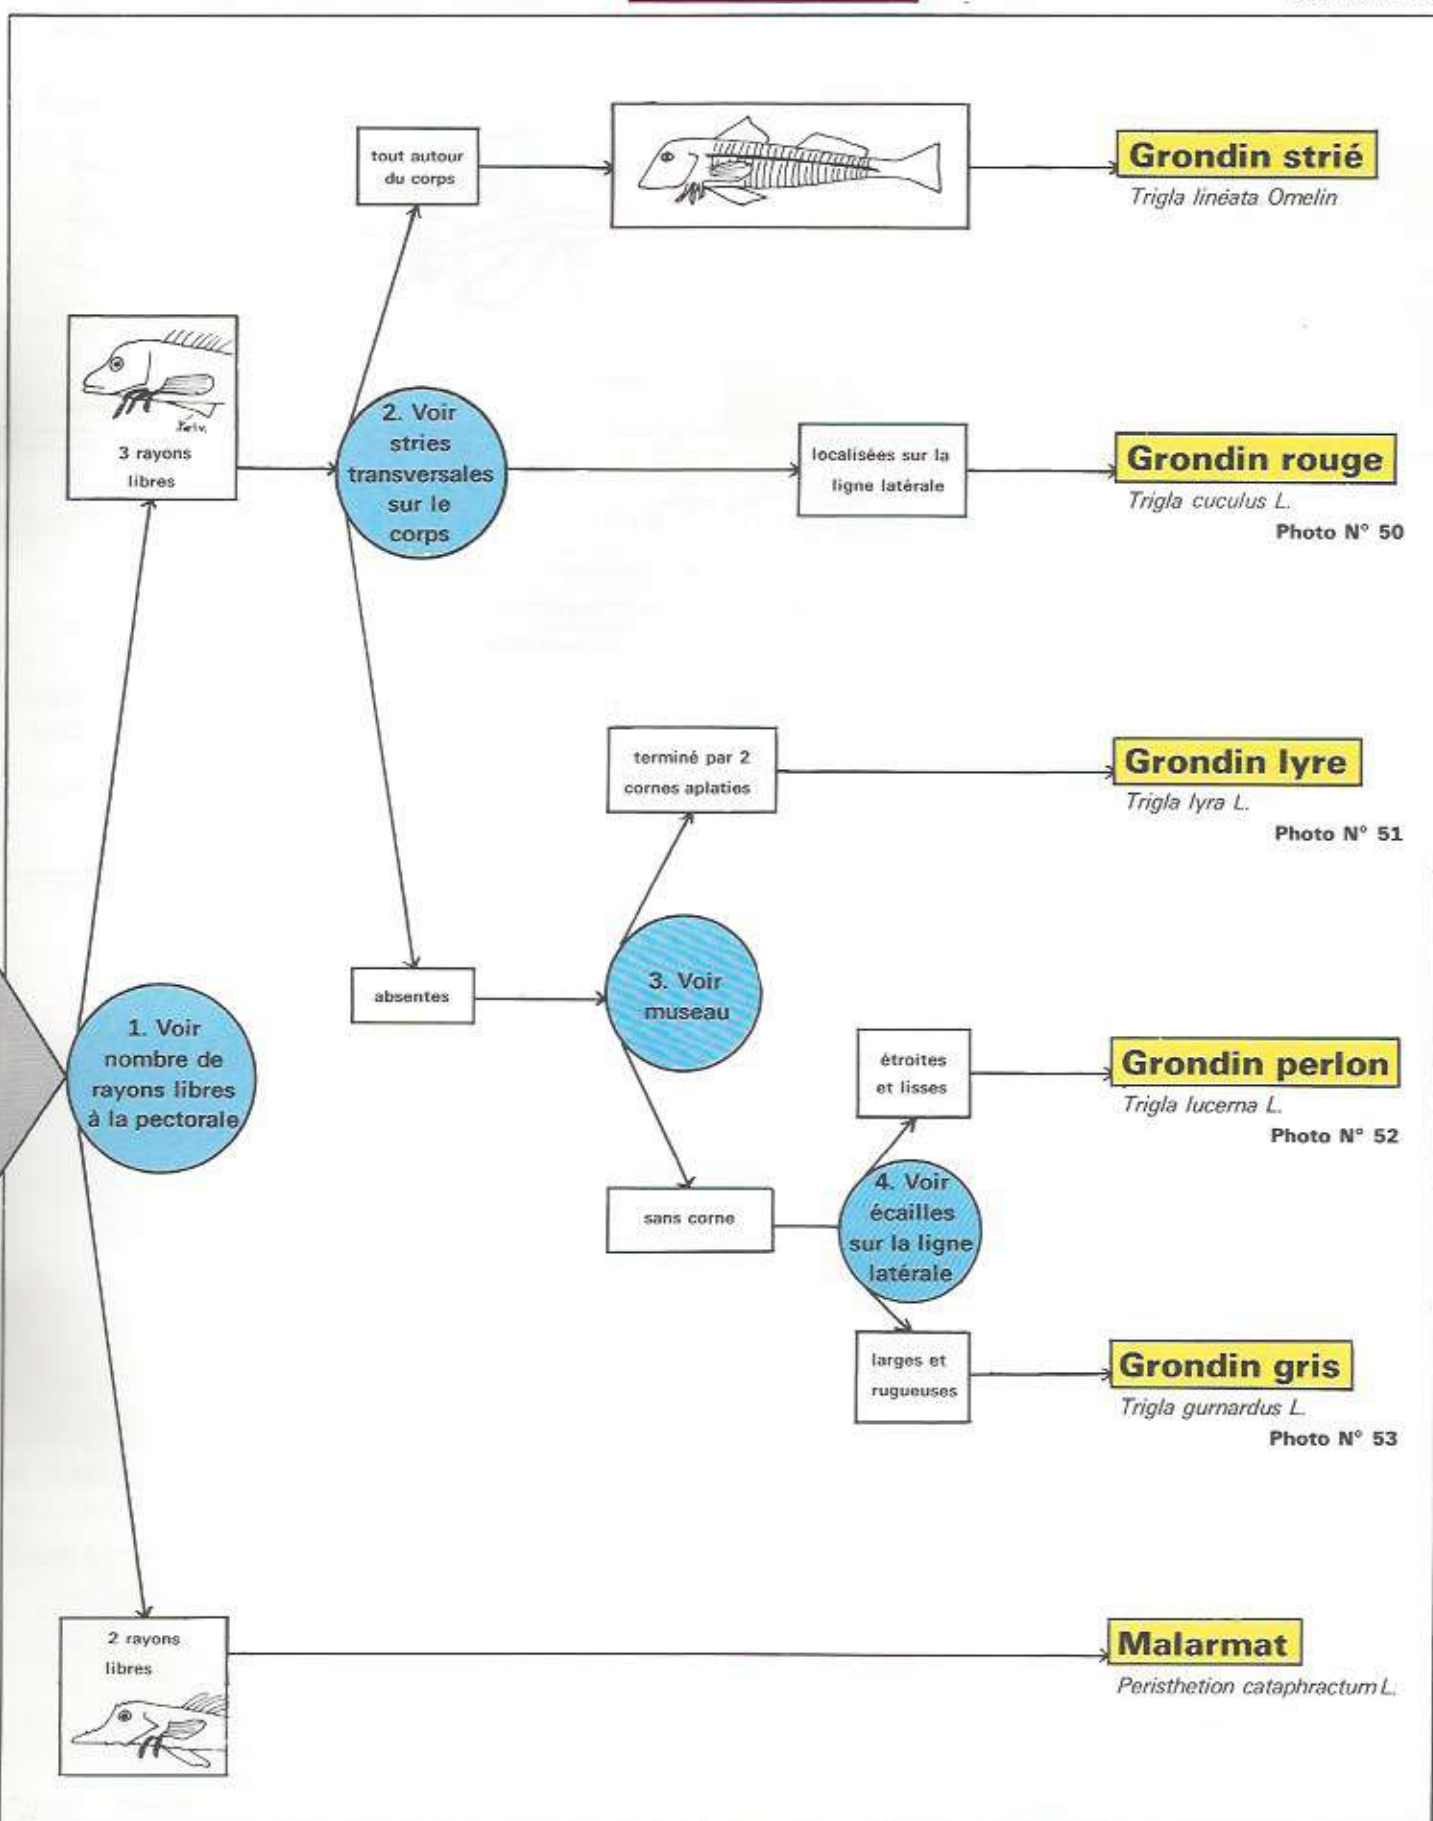 tout autour
du corps
Grondin strié
Trigla linéata Omelin
3 rayons
libres
2. Voir
stries
transversales
sur le
corps
localisées sur la
ligne latérale
Grondin rouge
Trigla cuculus L.
Photo N° 50
terminé par 2
cornes aplaties
Grondin lyre
Trigla lyra L.
Photo N° 51
absentes
3. Voir
museau
1. Voir
nombre de
rayons libres
à la pectorale
étroites
et lisses
Grondin perlon
Trigla lucerna L.
Photo N° 52
sans corne
4. Voir
écailles
sur la ligne
latérale
larges et
rugueuses
Grondin gris
Trigla gurnardus L.
Photo N° 53
2 rayons
libres
Malarmat
Peristhetion cataphractum L.